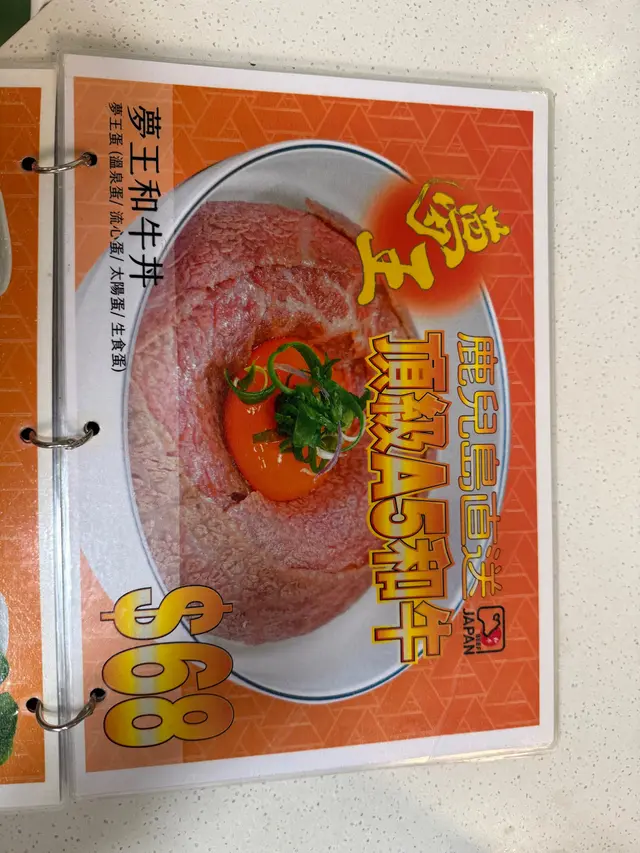 夢王
鹿兒島直送
頂級A5和牛
JAPAN
夢王和牛丼
夢王蛋 (溫泉蛋/ 流心蛋/ 太陽蛋/ 生食蛋)
$68